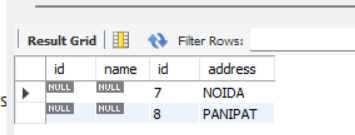 Result Grid Filter Rows:
id name id address
NULL NULL 7 NOIDA
NULL NULL 8 PANIPAT
S